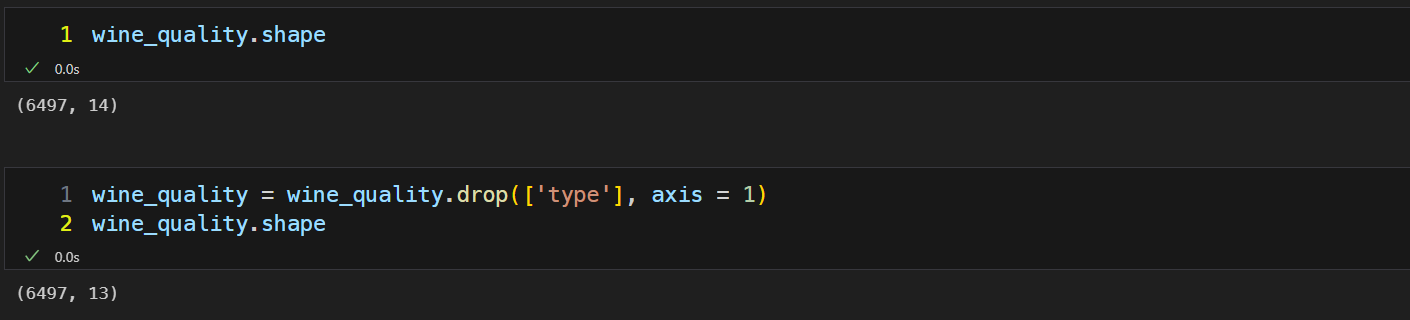 1 wine_quality.shape
0.0s
(6497, 14)
1 wine_quality = wine_quality.drop(['type'], axis = 1)
2 wine_quality.shape
0.0s
(6497, 13)